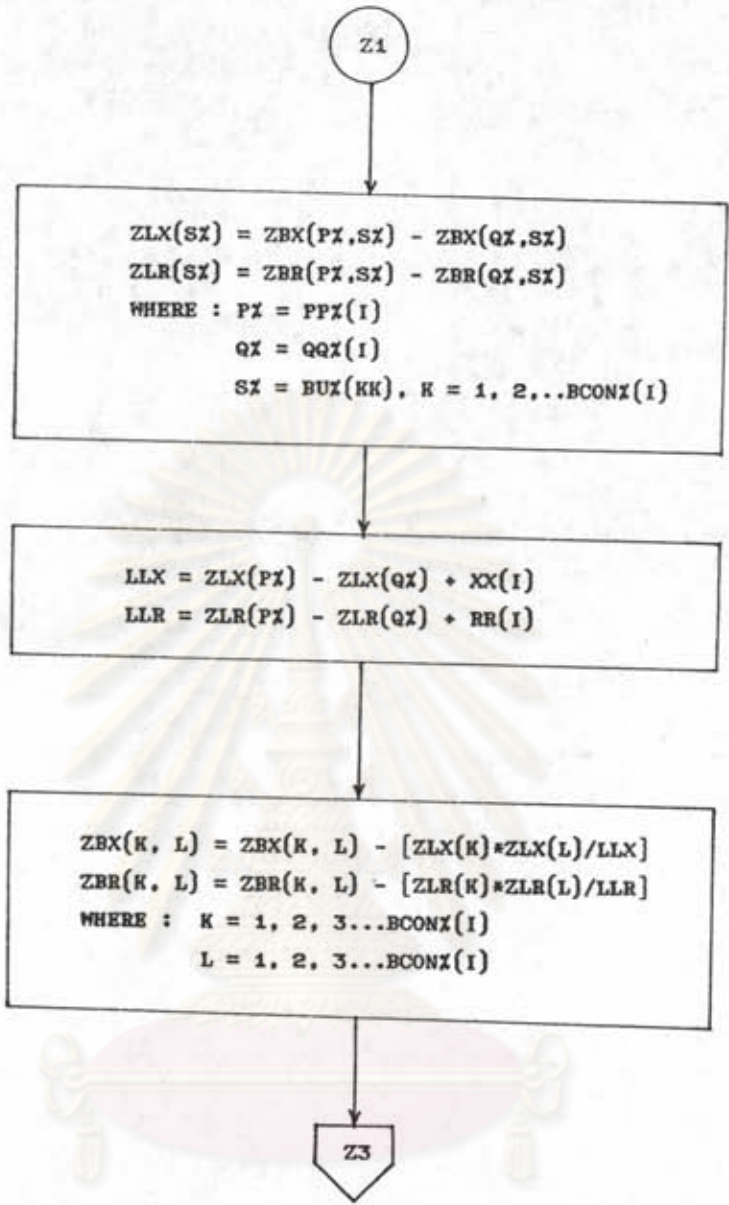 Z1
ZLX(S%) = ZBX(P%,S%) - ZBX(Q%,S%)
ZLR(S%) = ZBR(P%,S%) - ZBR(Q%,S%)
WHERE : P% = PP%(I)
Q% = QQ%(I)
S% = BU%(KK), K = 1, 2,..BCON%(I)
LLX = ZLX(P%) - ZLX(Q%) + XX(I)
LLR = ZLR(P%) - ZLR(Q%) + RR(I)
ZBX(K, L) = ZBX(K, L) - [ZLX(K)*ZLX(L)/LLX]
ZBR(K, L) = ZBR(K, L) - [ZLR(K)*ZLR(L)/LLR]
WHERE : K = 1, 2, 3...BCON%(I)
L = 1, 2, 3...BCON%(I)
Z3